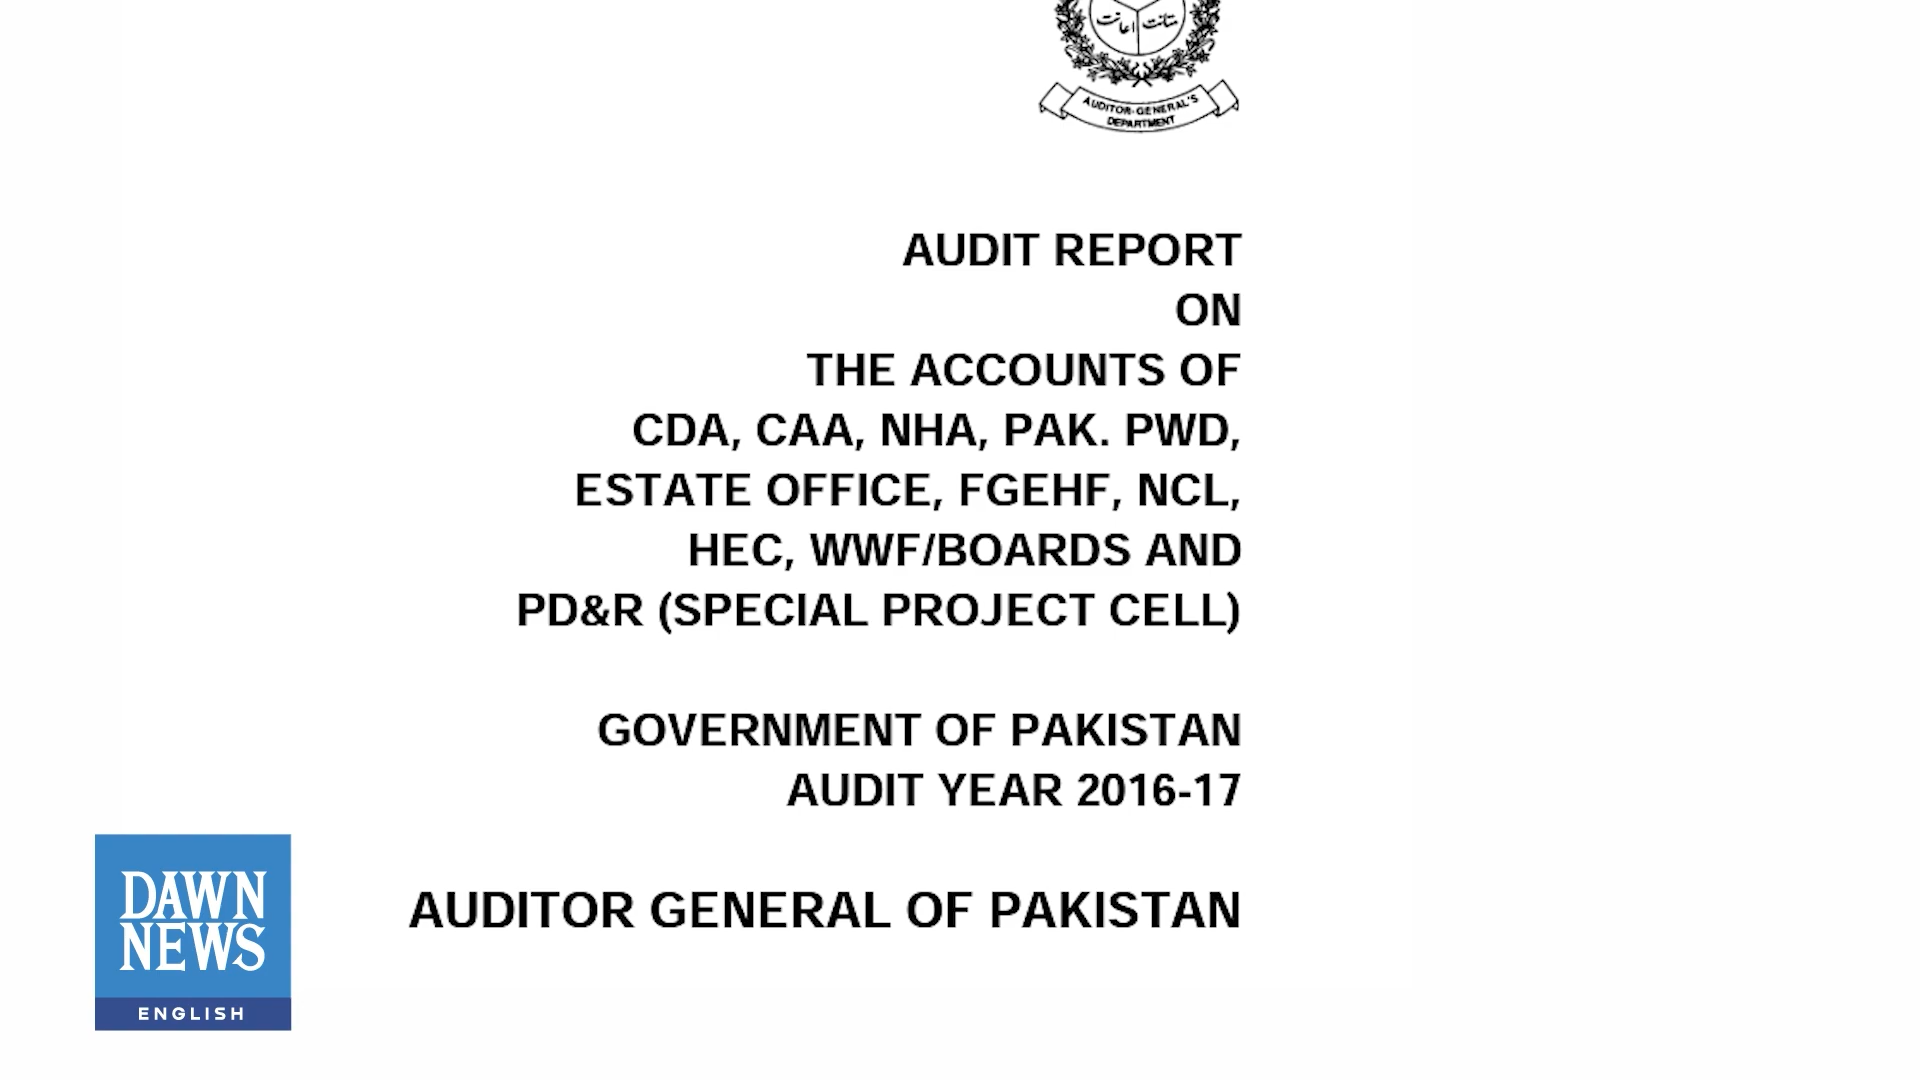 اعانت متانت
AUDITOR-GENERAL'S
DEPARTMENT
AUDIT REPORT
ON
THE ACCOUNTS OF
CDA, CAA, NHA, PAK. PWD,
ESTATE OFFICE, FGEHF, NCL,
HEC, WWF/BOARDS AND
PD&R (SPECIAL PROJECT CELL)
GOVERNMENT OF PAKISTAN
AUDIT YEAR 2016-17
AUDITOR GENERAL OF PAKISTAN
DAWN
NEWS
ENGLISH